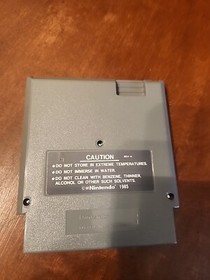 CAUTION
• DO NOT STORE IN EXTREME TEMPERATURES.
• DO NOT IMMERSE IN WATER.
• DO NOT CLEAN WITH BENZENE, THINNER,
ALCOHOL OR OTHER SUCH SOLVENTS.
©Nintendo 1985